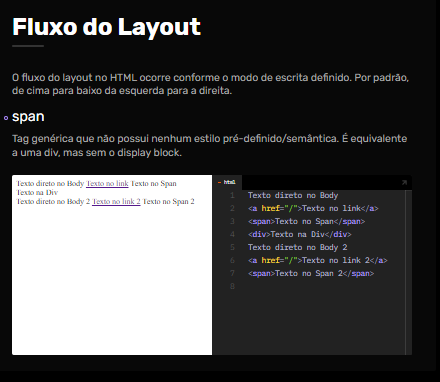 Fluxo do Layout
O fluxo do layout no HTML ocorre conforme o modo de escrita definido. Por padrão,
de cima para baixo da esquerda para a direita.
span
Tag genérica que não possui nenhum estilo pré-definido/semântica. É equivalente
a uma div, mas sem o display block.
Texto direto no Body Texto no link Texto no Span
Texto na Div
Texto direto no Body 2 Texto no link 2 Texto no Span 2
html
1 Texto direto no Body
2 <a href="/">Texto no link</a>
3 <span>Texto no Span</span>
4 <div>Texto na Div</div>
5 Texto direto no Body 2
6 <a href="/">Texto no link 2</a>
7 <span>Texto no Span 2</span>
8